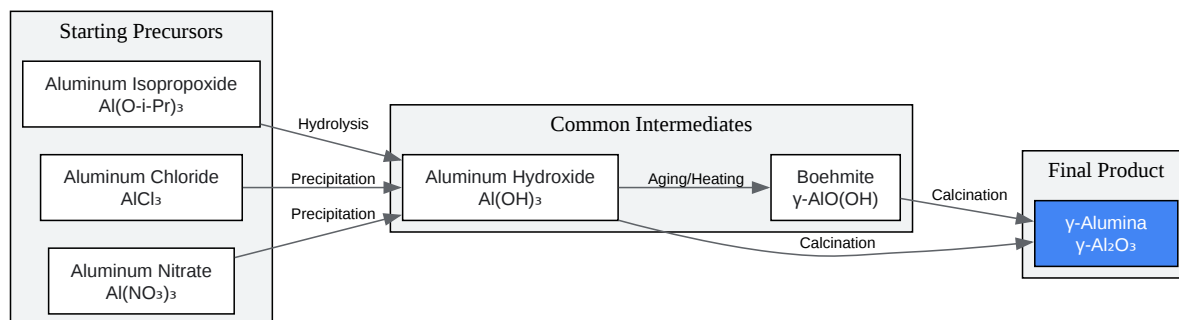 Starting Precursors
Aluminum Isopropoxide
Al(O-i-Pr)₃
Hydrolysis
Aluminum Chloride
AlCl₃
Precipitation
Aluminum Nitrate
Al(NO₃)₃
Precipitation
Common Intermediates
Aluminum Hydroxide
Al(OH)₃
Aging/Heating
Boehmite
γ-AlO(OH)
Calcination
Calcination
Final Product
γ-Alumina
γ-Al₂O₃